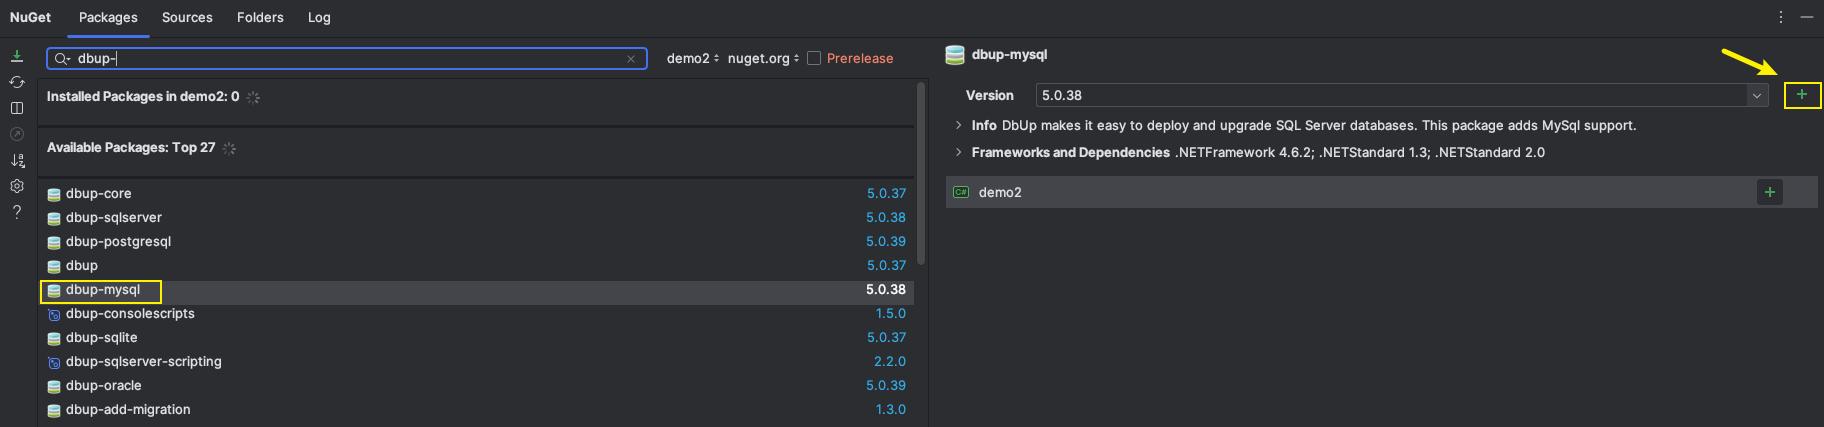 NuGet Packages Sources Folders Log
dbup- demo2 nuget.org Prerelease
Installed Packages in demo2: 0
Available Packages: Top 27
dbup-core 5.0.37
dbup-sqlserver 5.0.38
dbup-postgresql 5.0.39
dbup 5.0.37
dbup-mysql 5.0.38
dbup-consolescripts 1.5.0
dbup-sqlite 5.0.37
dbup-sqlserver-scripting 2.2.0
dbup-oracle 5.0.39
dbup-add-migration 1.3.0
dbup-mysql
Version 5.0.38
Info DbUp makes it easy to deploy and upgrade SQL Server databases. This package adds MySql support.
Frameworks and Dependencies .NETFramework 4.6.2; .NETStandard 1.3; .NETStandard 2.0
C# demo2